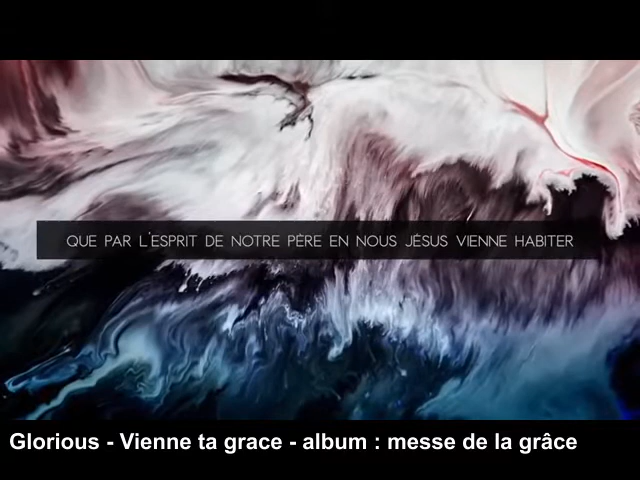 QUE PAR L'ESPRIT DE NOTRE PÈRE EN NOUS JÉSUS VIENNE HABITER
Glorious - Vienne ta grace - album : messe de la grâce